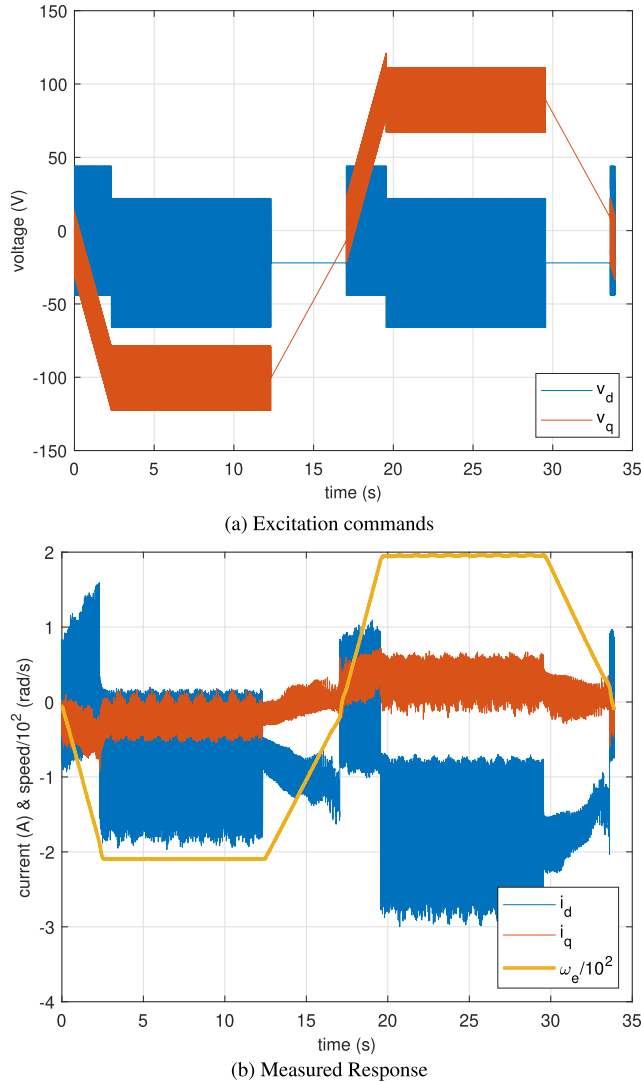 150
100
50
0
-50
-100
-150
voltage (V)
v_d
v_q
0 5 10 15 20 25 30 35
time (s)
(a) Excitation commands
2
1
0
-1
-2
-3
-4
current (A) & speed/10^2 (rad/s)
i_d
i_q
ω_e/10^2
0 5 10 15 20 25 30 35
time (s)
(b) Measured Response